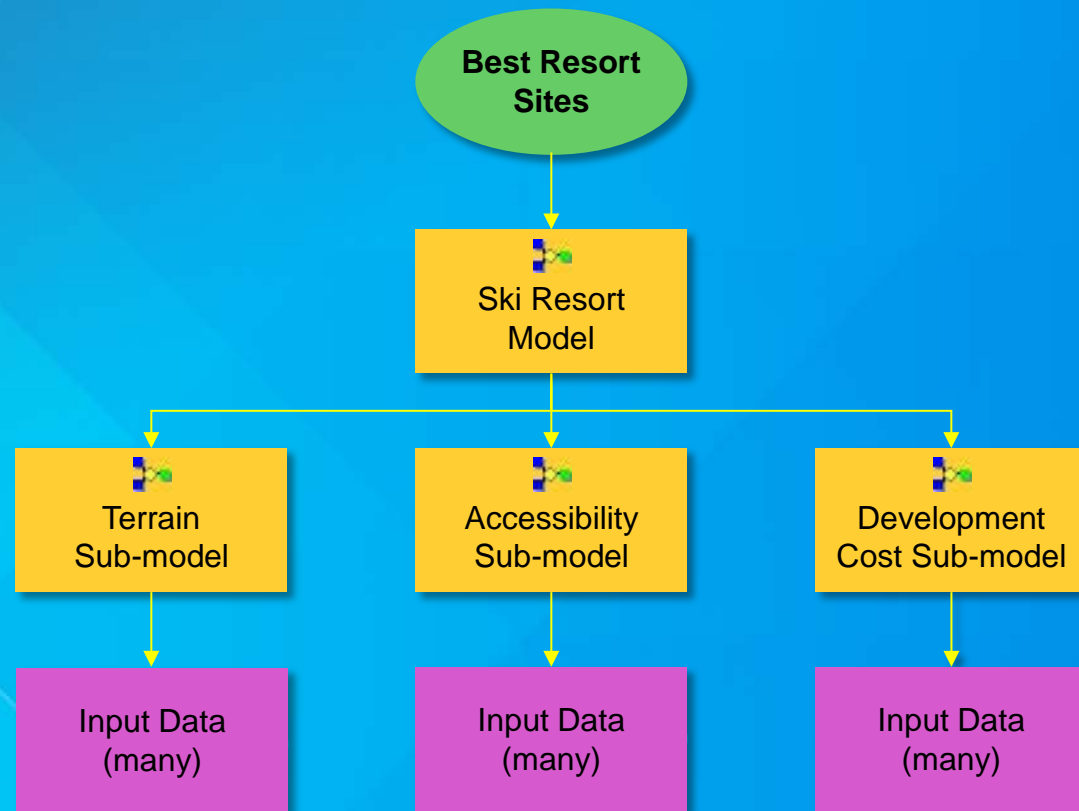 Best Resort
Sites
Ski Resort
Model
Terrain
Sub-model
Accessibility
Sub-model
Development
Cost Sub-model
Input Data
(many)
Input Data
(many)
Input Data
(many)